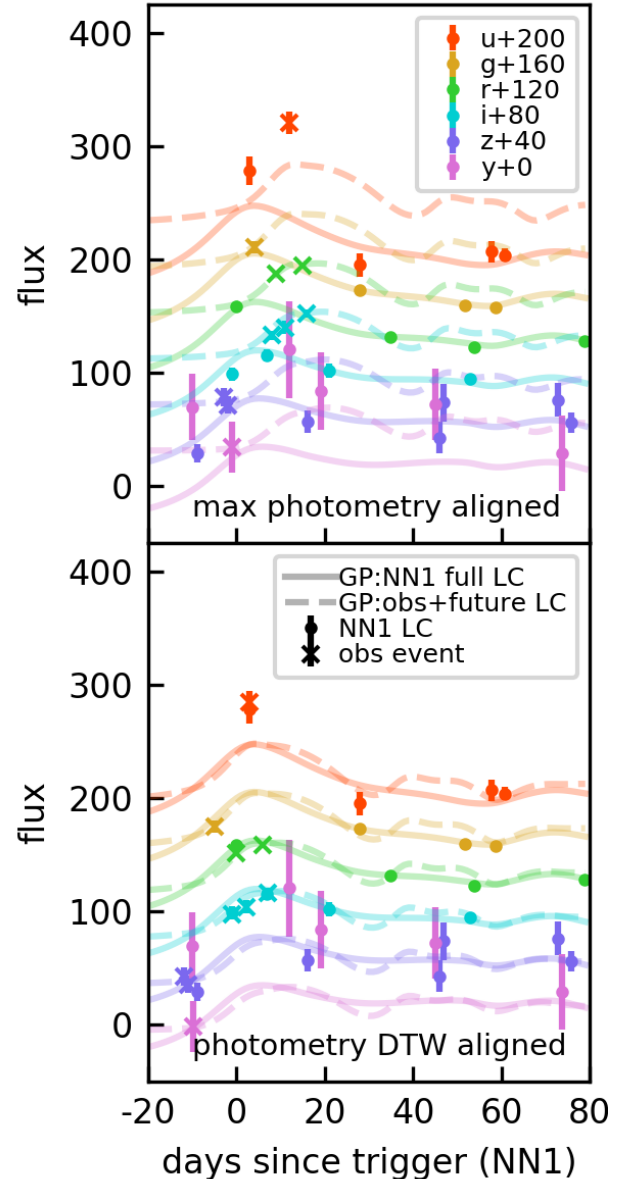 400
300
200
100
0
flux
u+200
g+160
r+120
i+80
z+40
y+0
max photometry aligned
400
300
200
100
0
flux
GP:NN1 full LC
GP:obs+future LC
NN1 LC
obs event
photometry DTW aligned
-20 0 20 40 60 80
days since trigger (NN1)